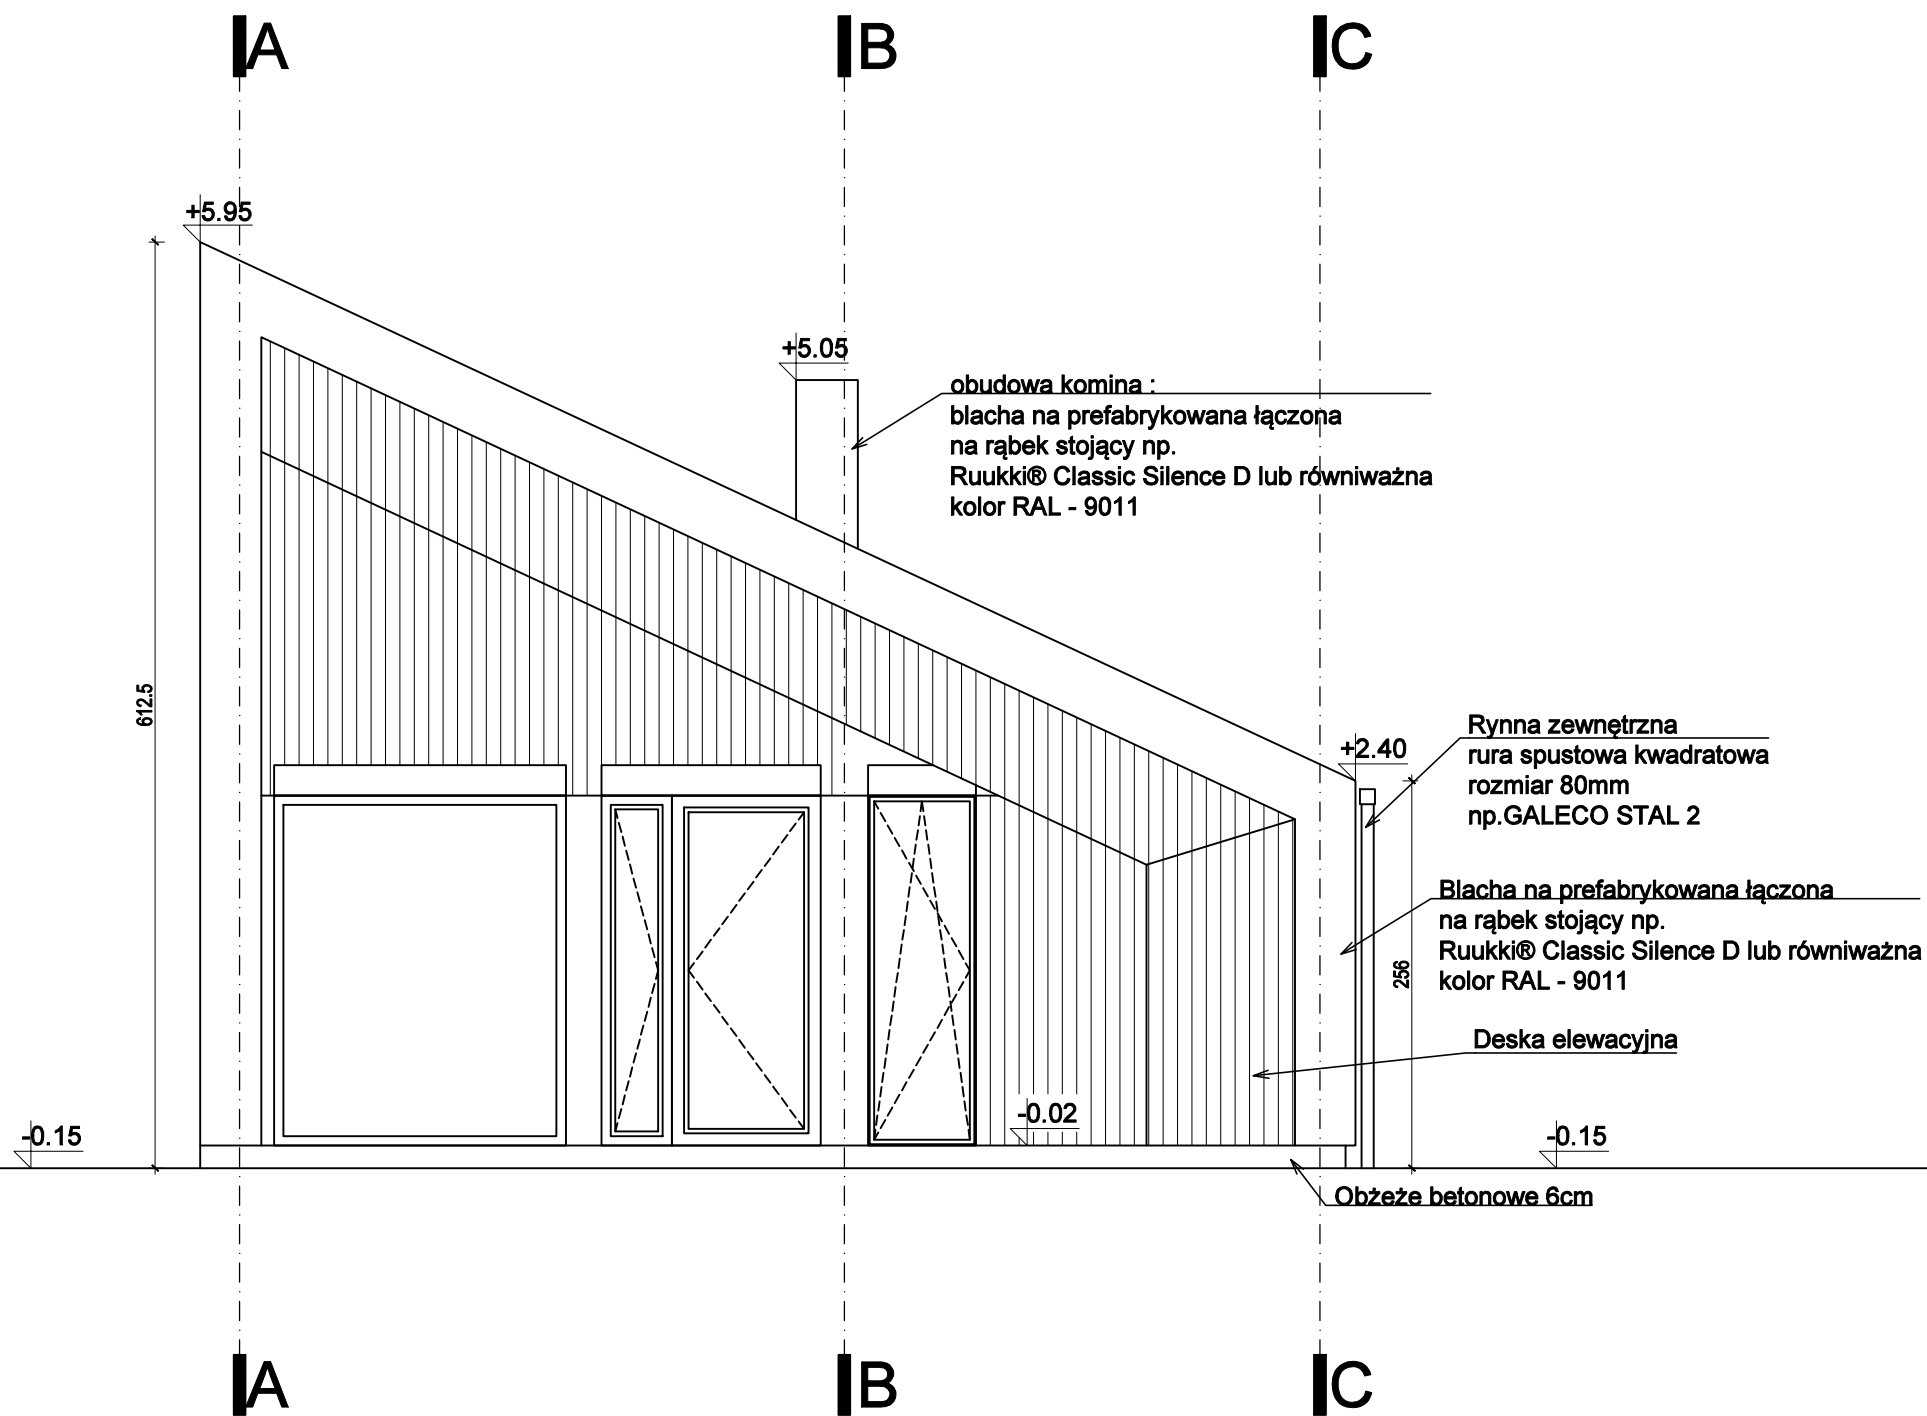 A B C
+5.95
+5.05
obudowa komina :
blacha na prefabrykowana łączona
na rąbek stojący np.
Ruukki® Classic Silence D lub równiważna
kolor RAL - 9011
612.5
+2.40
Rynna zewnętrzna
rura spustowa kwadratowa
rozmiar 80mm
np.GALECO STAL 2
Blacha na prefabrykowana łączona
na rąbek stojący np.
Ruukki® Classic Silence D lub równiważna
kolor RAL - 9011
256
Deska elewacyjna
-0.02
-0.15
-0.15
Obżeże betonowe 6cm
A B C